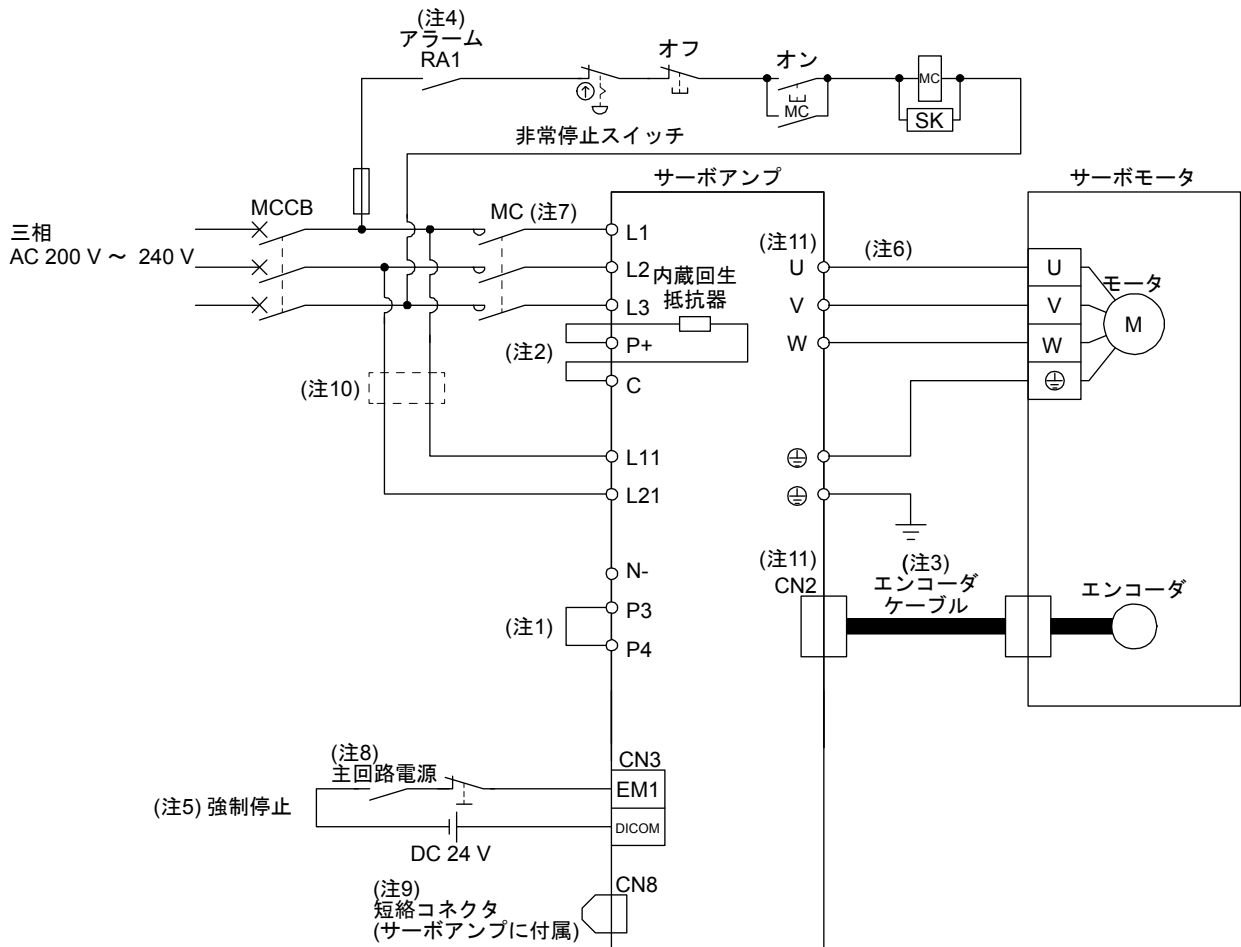 (注4)
アラーム
RA1
オフ
オン
MC
MC
SK
非常停止スイッチ
サーボアンプ
サーボモータ
三相
AC 200 V ～ 240 V
MCCB
MC (注7)
L1
L2
L3
内蔵回生
抵抗器
P+
(注2)
C
(注10)
L11
L21
N-
P3
(注1)
P4
(注11)
U
V
W
(注6)
U
V
W
モータ
M
(注11)
CN2
(注3)
エンコーダ
ケーブル
エンコーダ
CN3
(注8)
主回路電源
EM1
(注5) 強制停止
DICOM
DC 24 V
CN8
(注9)
短絡コネクタ
(サーボアンプに付属)